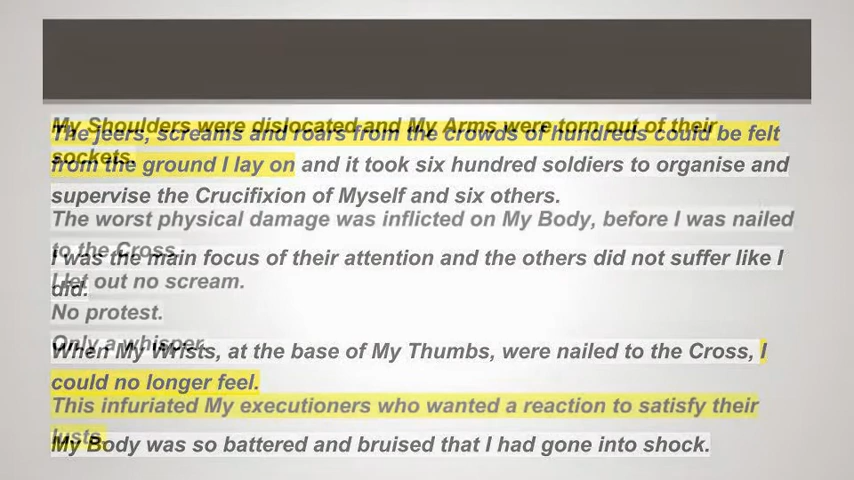 My Shoulders were dislocated and My Arms were torn out of their
The jeers, screams and roars from the crowds of hundreds could be felt
sockets.
from the ground I lay on and it took six hundred soldiers to organise and
supervise the Crucifixion of Myself and six others.
The worst physical damage was inflicted on My Body, before I was nailed
to the Cross.
I was the main focus of their attention and the others did not suffer like I
I let out no scream.
did.
No protest.
Only a whisper.
When My Wrists, at the base of My Thumbs, were nailed to the Cross, I
could no longer feel.
This infuriated My executioners who wanted a reaction to satisfy their
lusts.
My Body was so battered and bruised that I had gone into shock.